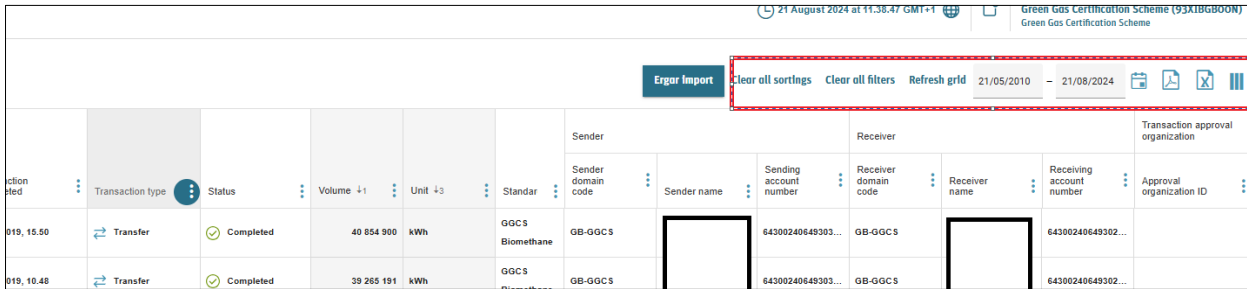 21 August 2024 at 11.38.47 GMT+1
Green Gas Certification Scheme (93XIBGBOON)
Green Gas Certification Scheme
Ergar Import
Clear all sortings Clear all filters Refresh grid 21/05/2010 – 21/08/2024
Sender
Receiver
Transaction approval
organization
Transaction type
Status
Volume ↓1
Unit ↓3
Standar
Sender
domain
code
Sender name
Sending
account
number
Receiver
domain
code
Receiver
name
Receiving
account
number
Approval
organization ID
019, 15.50 Transfer Completed 40 854 900 kWh GGCS
Biomethane GB-GGCS 64300240649303... GB-GGCS 64300240649302...
019, 10.48 Transfer Completed 39 265 191 kWh GGCS
GB-GGCS 64300240649303... GB-GGCS 64300240649302...